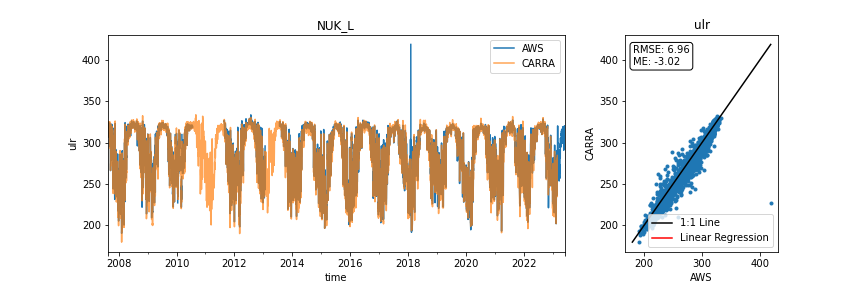 NUK_L
ulr
400
350
300
250
200
ulr
AWS
CARRA
2008
2010
2012
2014
2016
2018
2020
2022
time
RMSE: 6.96
ME: -3.02
400
350
300
250
200
CARRA
1:1 Line
Linear Regression
200
300
400
AWS